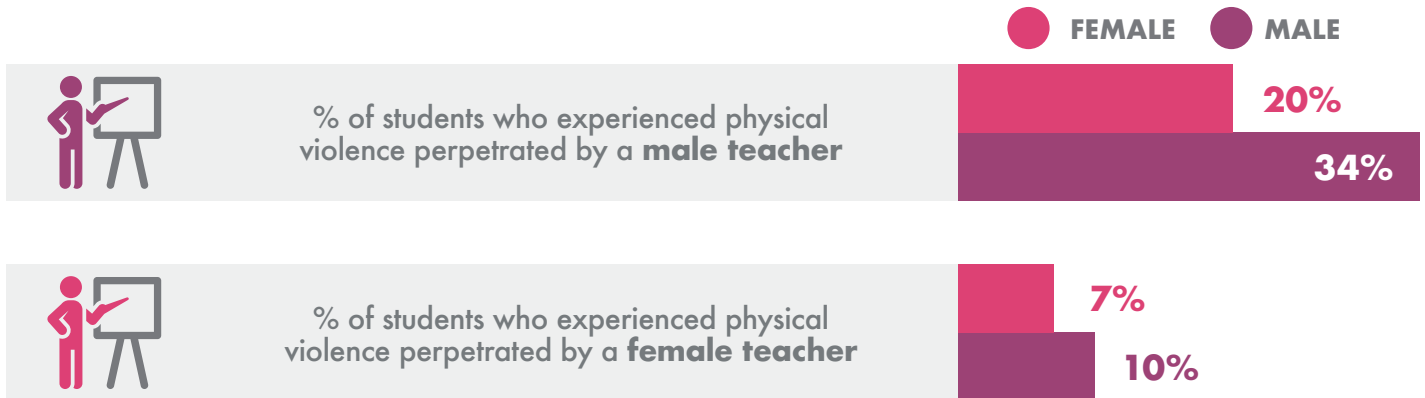 FEMALE MALE
% of students who experienced physical
violence perpetrated by a male teacher
20%
34%
% of students who experienced physical
violence perpetrated by a female teacher
7%
10%